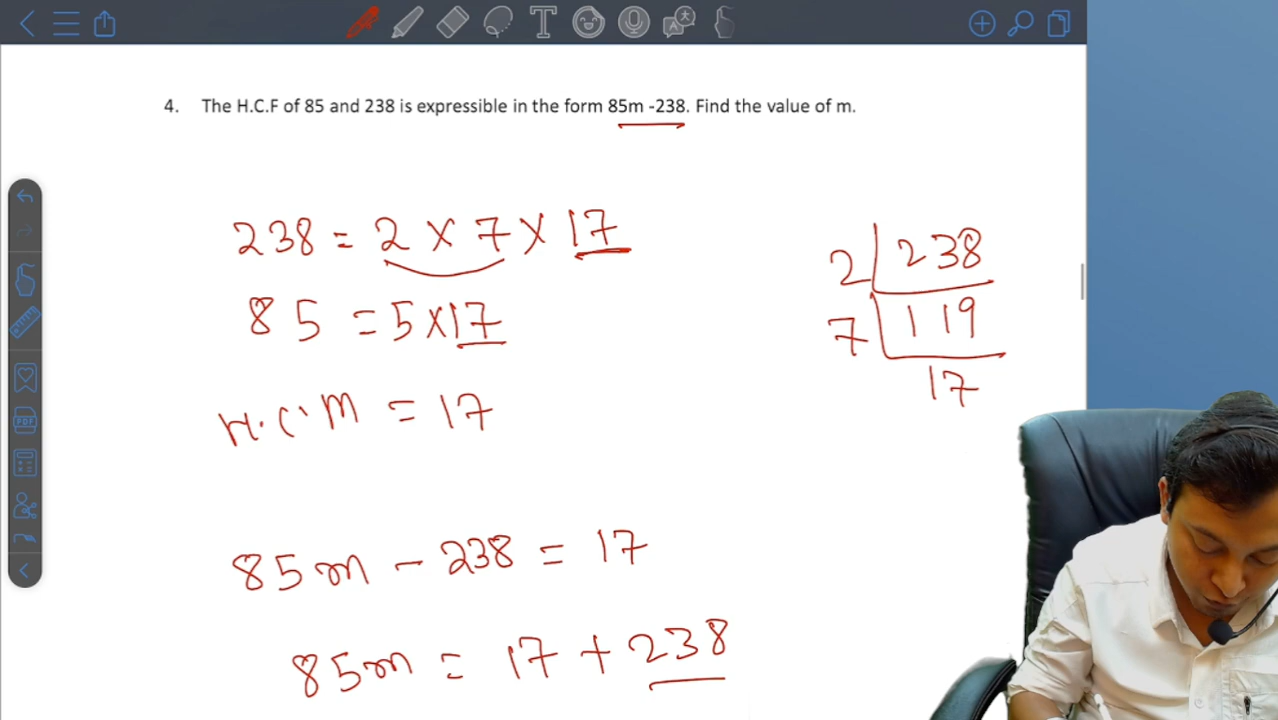 4. The H.C.F of 85 and 238 is expressible in the form 85m -238. Find the value of m.
238 = 2 × 7 × 17
85 = 5 × 17
H.C.M = 17
2 238
7 119
17
85m - 238 = 17
85m = 17 + 238